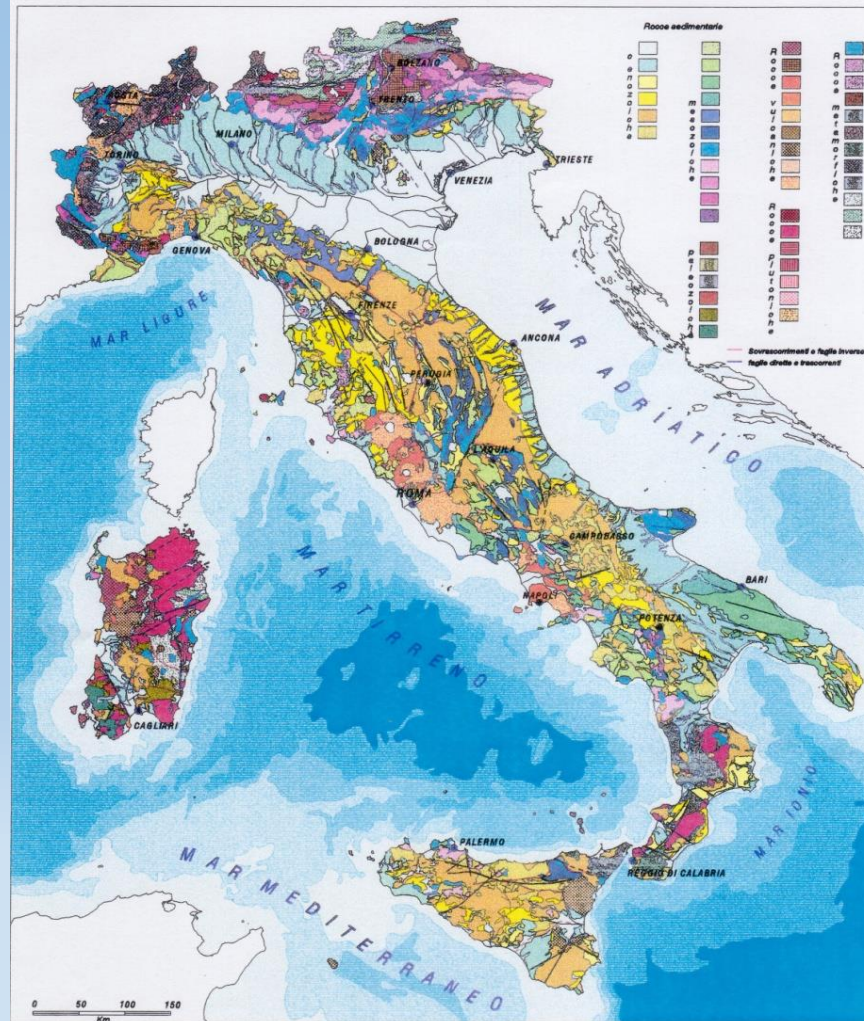 Rocce sedimentarie
cenozoiche
mesozoiche
paleozoiche
Rocce vulcaniche
Rocce plutoniche
Rocce metamorfiche
Sovrascorrimenti e faglie inverse
faglie dirette e trascorrenti
BOLZANO
AOSTA
TRENTO
MILANO
TORINO
TRIESTE
VENEZIA
GENOVA
BOLOGNA
MAR LIGURE
FIRENZE
ANCONA
MAR ADRIATICO
PERUGIA
L'AQUILA
ROMA
CAMPOBASSO
MAR TIRRENO
NAPOLI
BARI
POTENZA
CAGLIARI
MAR IONIO
PALERMO
REGGIO DI CALABRIA
MAR MEDITERRANEO
0 50 100 150
Km